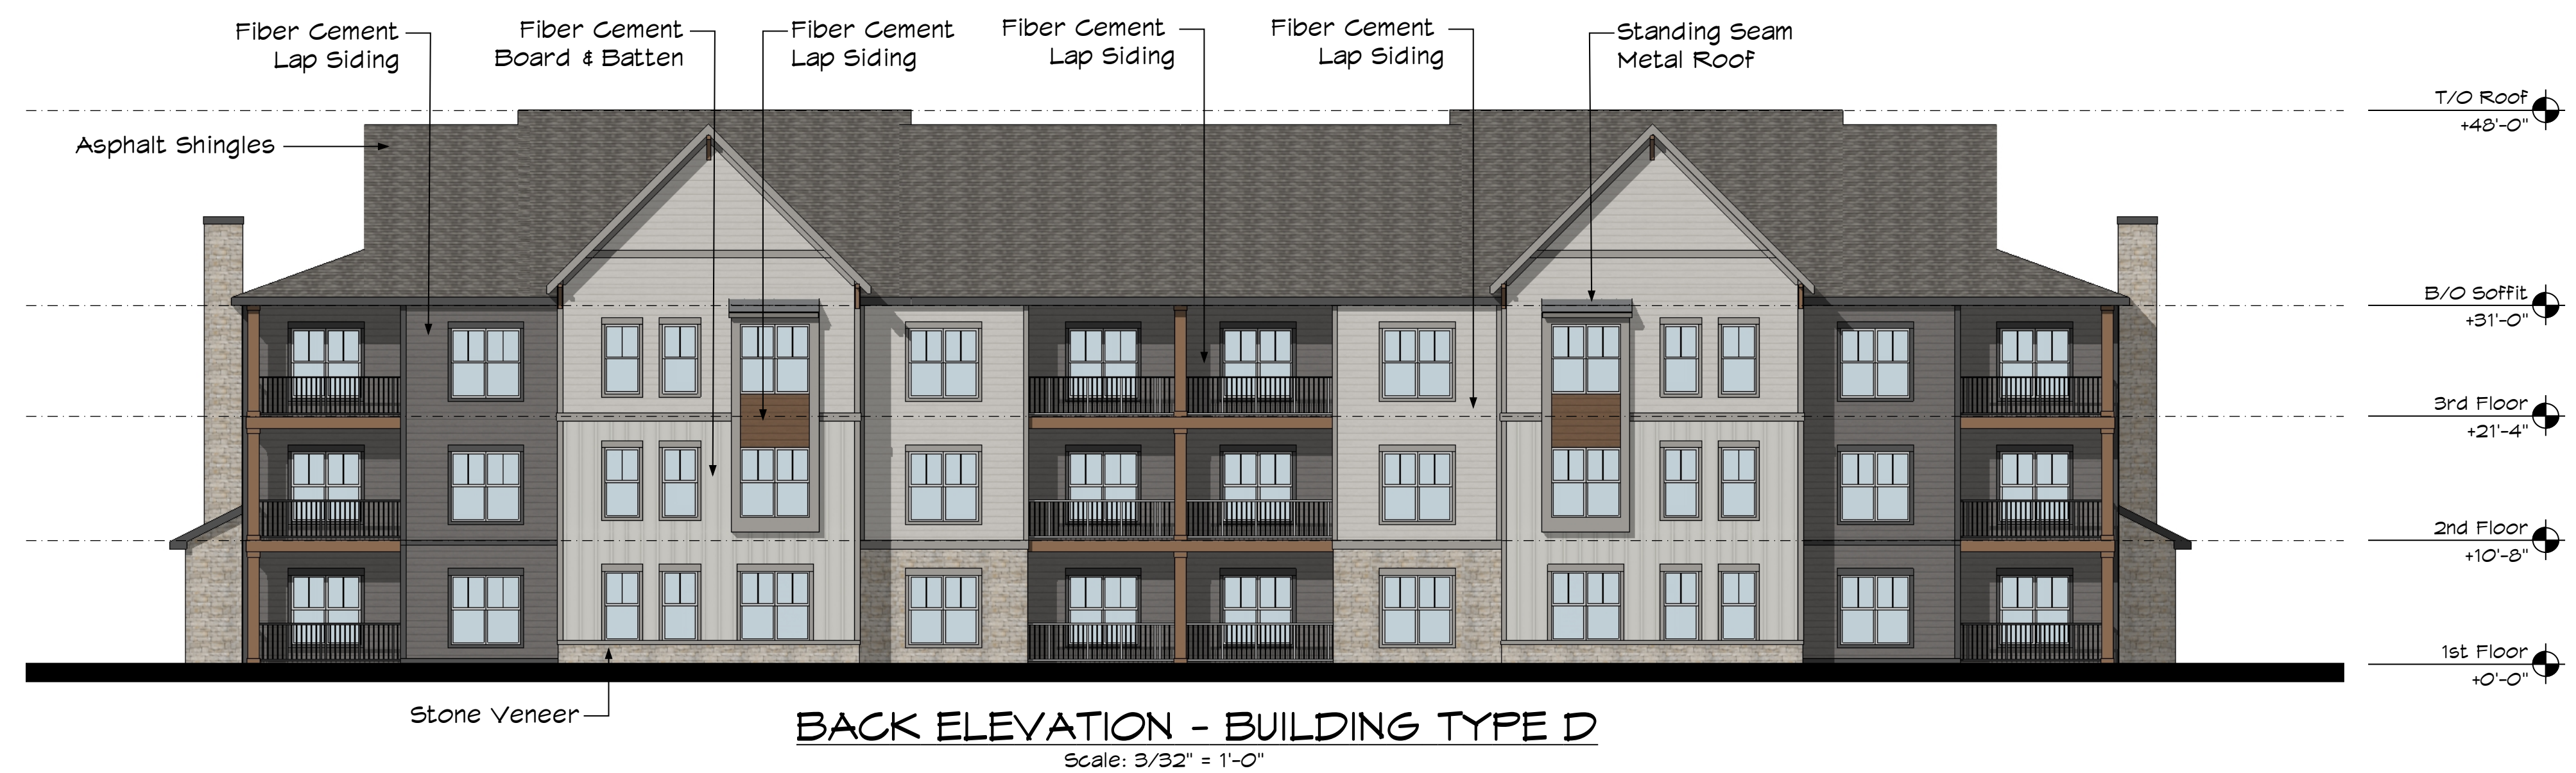 Fiber Cement
Lap Siding
Fiber Cement
Board & Batten
Fiber Cement
Lap Siding
Fiber Cement
Lap Siding
Fiber Cement
Lap Siding
Standing Seam
Metal Roof
T/O Roof
+48'-0"
Asphalt Shingles
B/O Soffit
+31'-0"
3rd Floor
+21'-4"
2nd Floor
+10'-8"
1st Floor
+0'-0"
Stone Veneer
BACK ELEVATION - BUILDING TYPE D
Scale: 3/32" = 1'-0"